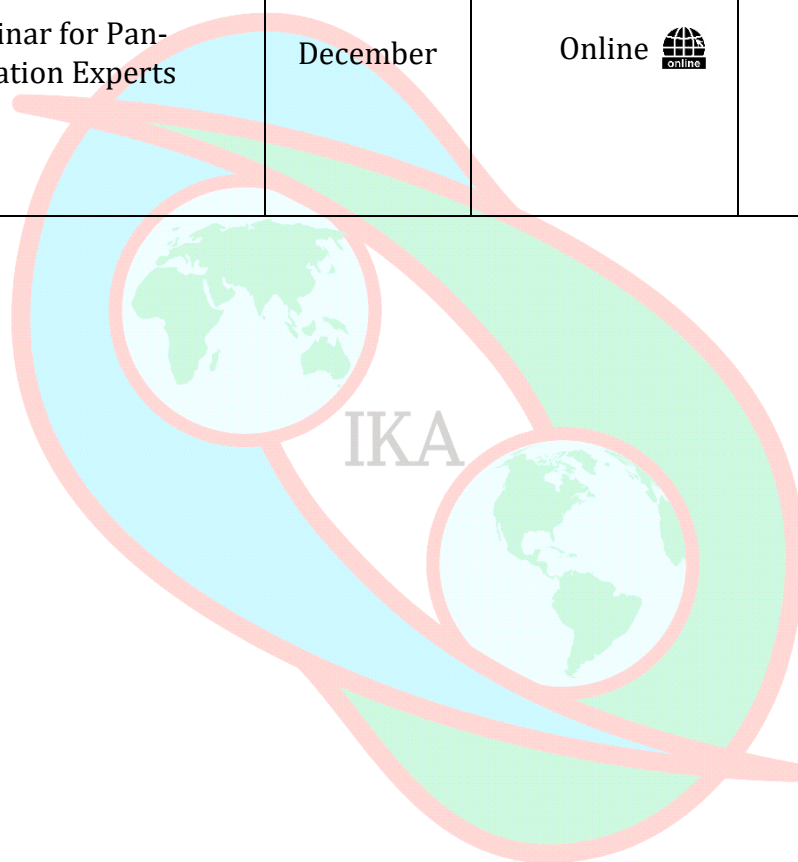 inar for Pan-
ation Experts
December
Online
online
IKA